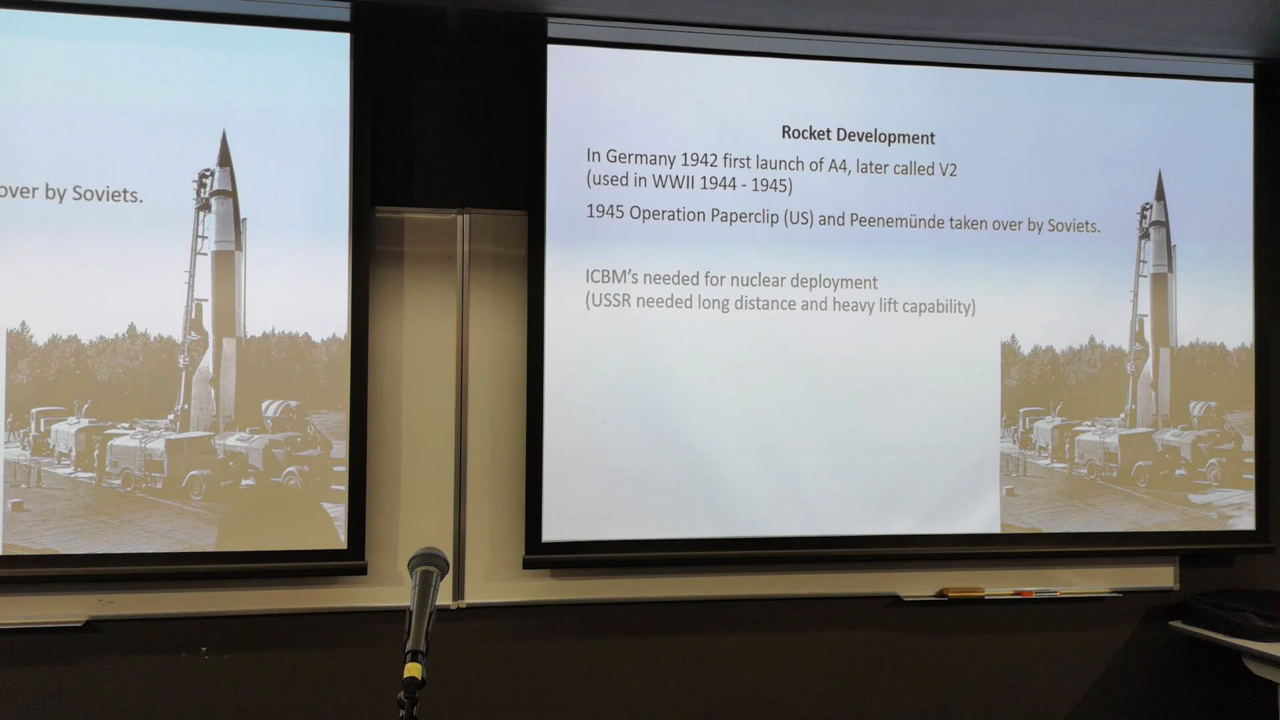 over by Soviets.
Rocket Development
In Germany 1942 first launch of A4, later called V2
(used in WWII 1944 - 1945)
1945 Operation Paperclip (US) and Peenemünde taken over by Soviets.
ICBM's needed for nuclear deployment
(USSR needed long distance and heavy lift capability)